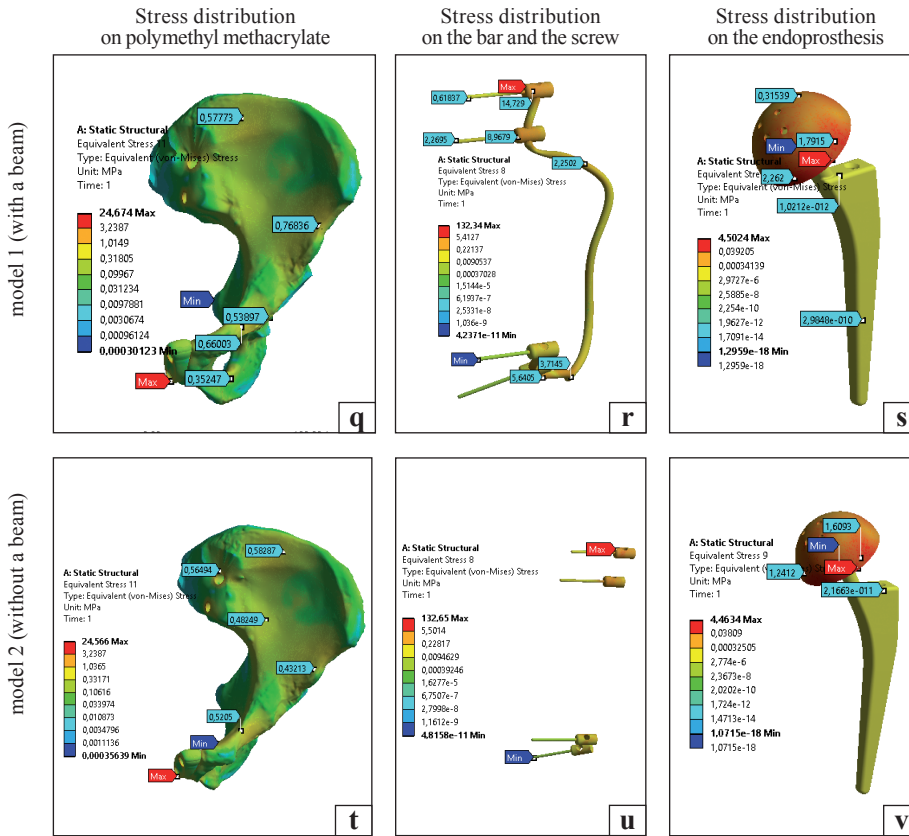 Stress distribution
on polymethyl methacrylate
Stress distribution
on the bar and the screw
Stress distribution
on the endoprosthesis
model 1 (with a beam)
0,57773
A: Static Structural
Equivalent Stress 11
Type: Equivalent (von-Mises) Stress
Unit: MPa
Time: 1
0,76836
24,674 Max
3,2387
1,0149
0,31805
0,09967
0,031234
0,0097881
0,0030674
0,00096124
0,00030123 Min
Min
0,53897
0,66003
Max
0,35247
q
Max
0,61837
14,729
2,2695
8,9679
A: Static Structural
Equivalent Stress 8
Type: Equivalent (von-Mises) Stress
Unit: MPa
Time: 1
2,2502
132,34 Max
5,4127
0,22137
0,0090537
0,00037028
1,5144e-5
6,1937e-7
2,5331e-8
1,036e-9
4,2371e-11 Min
Min
3,7145
5,6405
r
0,31539
1,7915
Min
Max
A: Static Structural
Equivalent Stre
2,262
Type: Equivalent (von-Mises) Stress
Unit: MPa
Time: 1
1,0212e-012
4,5024 Max
0,039205
0,00034139
2,9727e-6
2,5885e-8
2,254e-10
1,9627e-12
1,7091e-14
1,2959e-18 Min
1,2959e-18
2,9848e-010
s
model 2 (without a beam)
0,58287
A: Static Structural
0,56494
Equivalent Stress 11
Type: Equivalent (von-Mises) Stress
Unit: MPa
Time: 1
0,48249
24,566 Max
3,2387
1,0365
0,33171
0,10616
0,033974
0,010873
0,0034796
0,0011136
0,00035639 Min
0,43213
0,5205
Min
Max
t
Max
A: Static Structural
Equivalent Stress 8
Type: Equivalent (von-Mises) Stress
Unit: MPa
Time: 1
132,65 Max
5,5014
0,22817
0,0094629
0,00039246
1,6277e-5
6,7507e-7
2,7998e-8
1,1612e-9
4,8158e-11 Min
Min
u
1,6093
A: Static Structural
Min
Equivalent Stress 9
Type: Equivalent (von-Mises) Stress
Max
1,2412
Unit: MPa
Time: 1
2,1663e-011
4,4634 Max
0,03809
0,00032505
2,774e-6
2,3673e-8
2,0202e-10
1,724e-12
1,4713e-14
1,0715e-18 Min
1,0715e-18
v